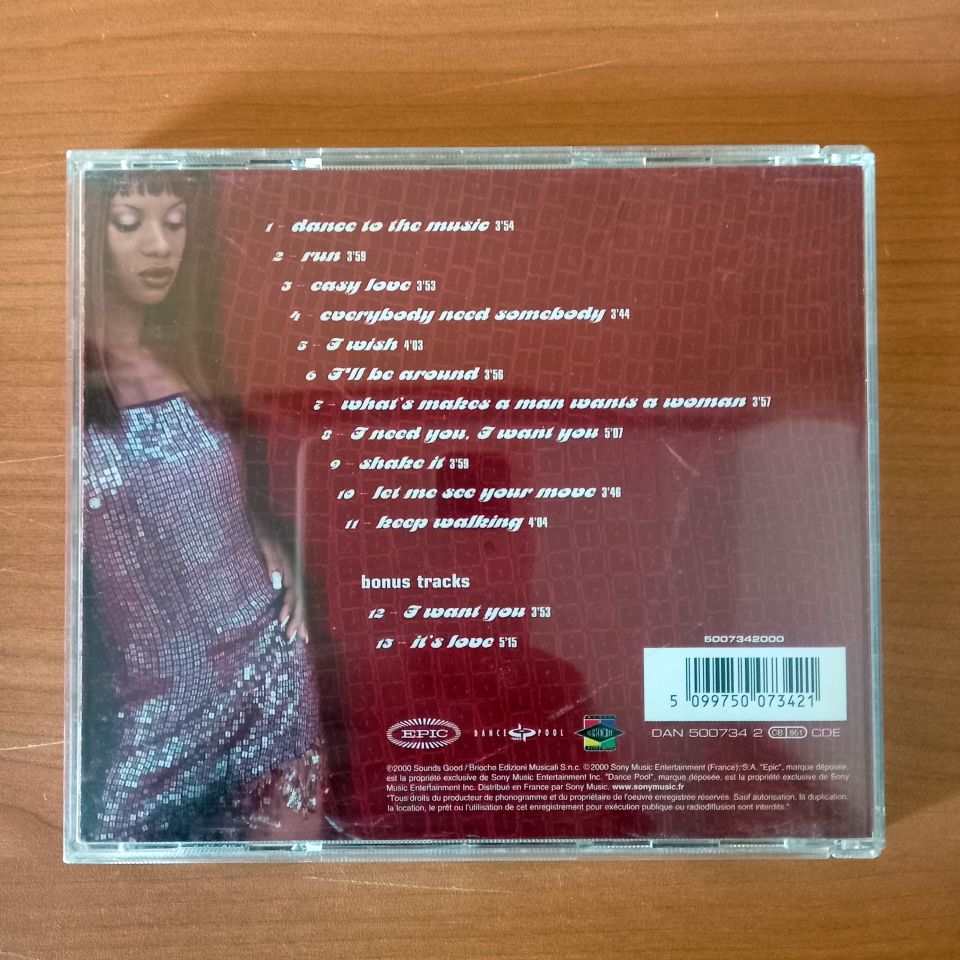 1 - dance to the music 3'54
2 - run 3'59
3 - easy love 3'53
4 - everybody need somebody 3'44
5 - I wish 4'03
6 I'll be around 3'56
7 - what's makes a man wants a woman 3'57
8 - I need you, I want you 5'07
9 - shake it 3'59
10 - let me see your move 3'46
11 - keep walking 4'04
bonus tracks
12 - I want you 3'53
13 - it's love 5'15
5007342000
5 099750 073421
EPIC
DANCE POOL
BRIOCHE
DAN 500734 2 CB 861 CDE
℗2000 Sounds Good / Brioche Edizioni Musicali S.n.c. ©2000 Sony Music Entertainment (France), S.A. "Epic", marque déposée,
est la propriété exclusive de Sony Music Entertainment Inc. "Dance Pool", marque déposée, est la propriété exclusive de Sony
Music Entertainment Inc. Distribué en France par Sony Music. www.sonymusic.fr
"Tous droits du producteur de phonogramme et du propriétaire de l'oeuvre enregistrée réservés. Sauf autorisation, la duplication,
la location, le prêt ou l'utilisation de cet enregistrement pour exécution publique ou radiodiffusion sont interdits."